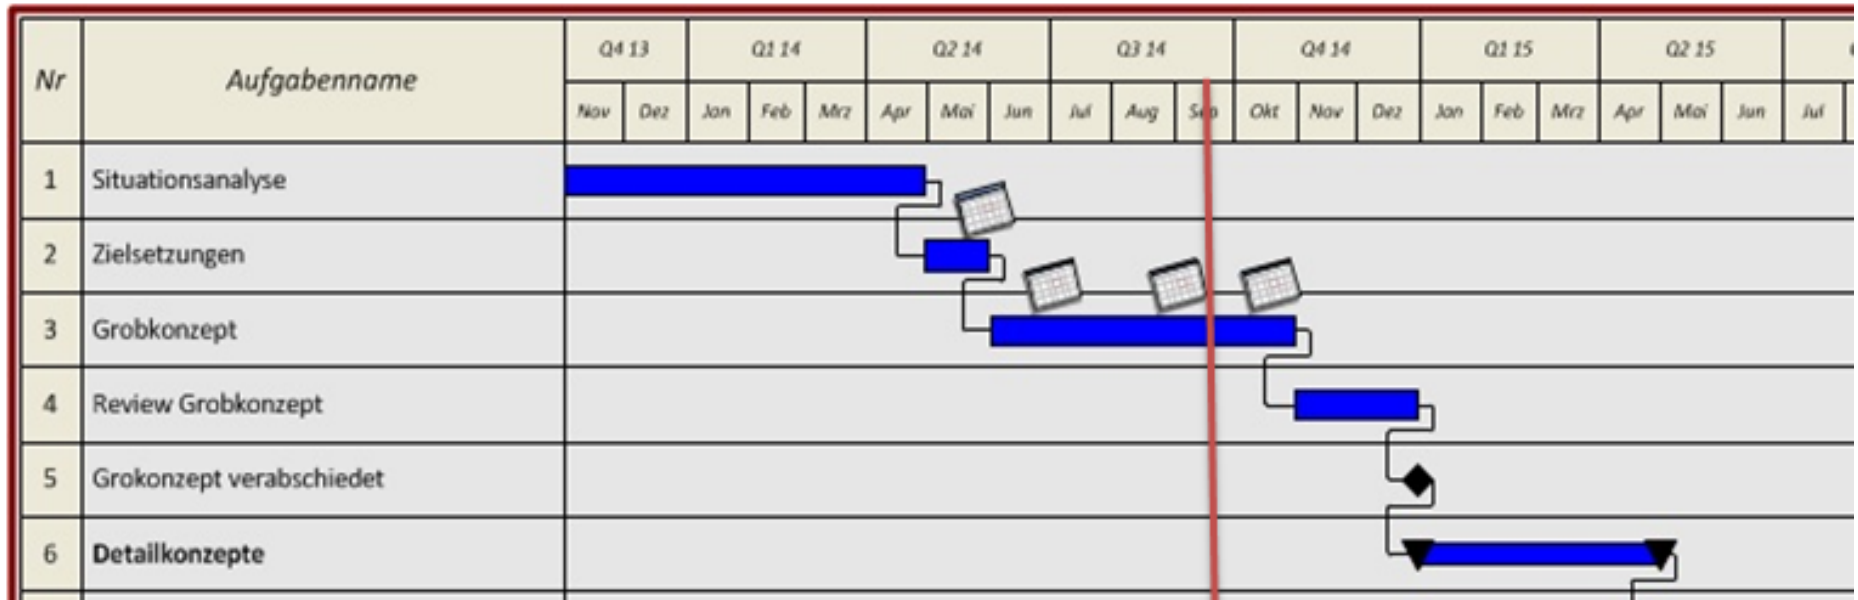 Nr Aufgabenname Q4 13 Q1 14 Q2 14 Q3 14 Q4 14 Q1 15 Q2 15
Nov Dez Jan Feb Mrz Apr Mai Jun Jul Aug Sep Okt Nov Dez Jan Feb Mrz Apr Mai Jun Jul
1 Situationsanalyse
2 Zielsetzungen
3 Grobkonzept
4 Review Grobkonzept
5 Grokonzept verabschiedet
6 Detailkonzepte